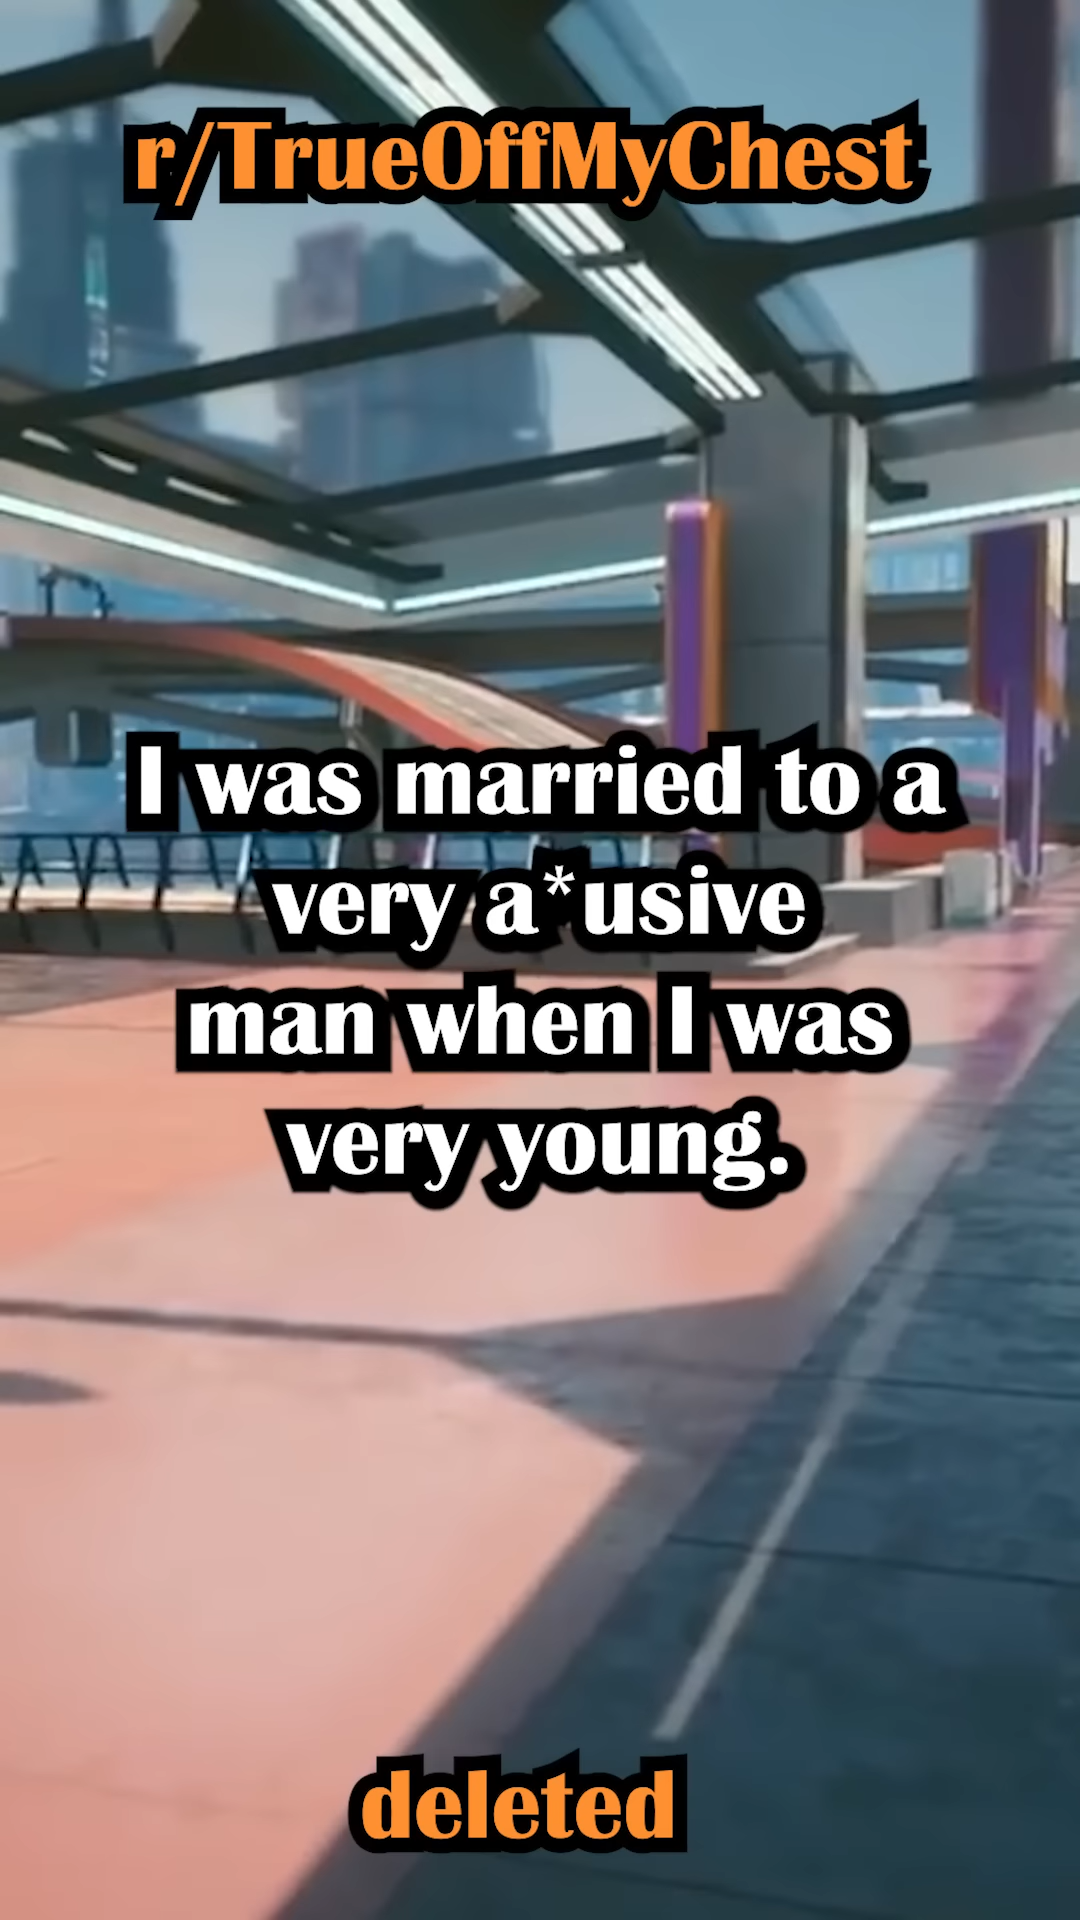 r/TrueOffMyChest
I was married to a
very a*usive
man when I was
very young.
deleted